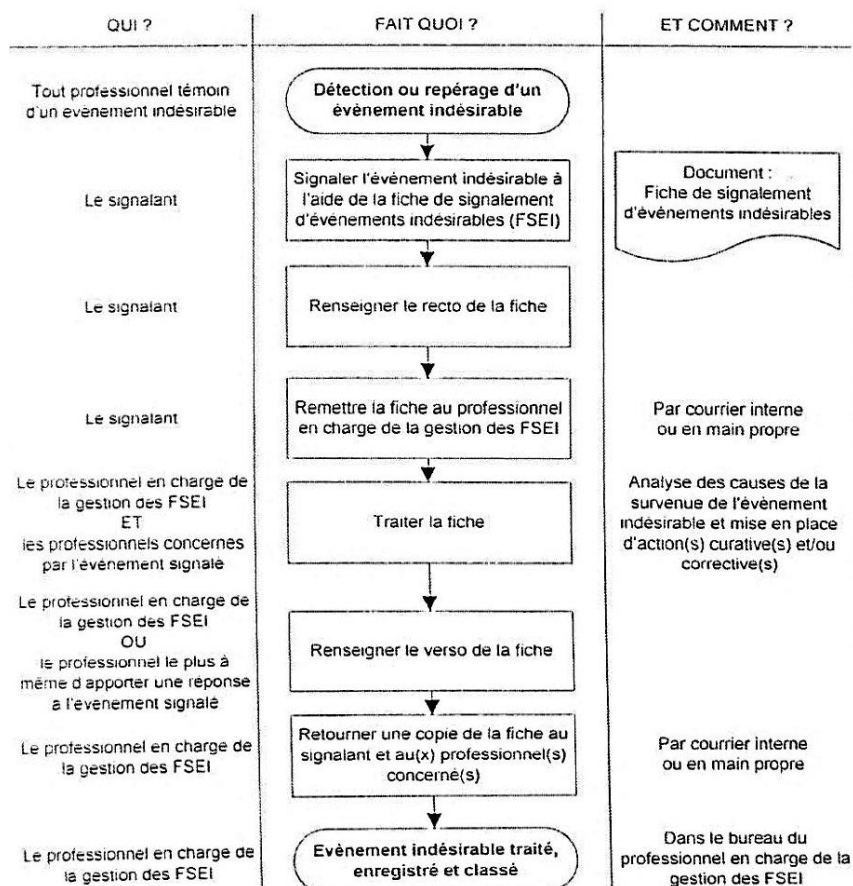 QUI ?
FAIT QUOI ?
ET COMMENT ?
Tout professionnel témoin
d'un evènement indésirable
Détection ou repérage d'un
évènement indésirable
Le signalant
Signaler l'événement indésirable à
l'aide de la fiche de signalement
d'événements indésirables (FSEI)
Document :
Fiche de signalement
d'évènements indésirables
Le signalant
Renseigner le recto de la fiche
Le signalant
Remettre la fiche au professionnel
en charge de la gestion des FSEI
Par courrier interne
ou en main propre
Le professionnel en charge de
la gestion des FSEI
ET
les professionnels concernés
par l'évènement signalé
Traiter la fiche
Analyse des causes de la
survenue de l'évènement
indésirable et mise en place
d'action(s) curative(s) et/ou
corrective(s)
Le professionnel en charge de
la gestion des FSEI
OU
le professionnel le plus à
même d apporter une réponse
a l'évenement signalé
Renseigner le verso de la fiche
Le professionnel en charge de
la gestion des FSEI
Retourner une copie de la fiche au
signalant et au(x) professionnel(s)
concerné(s)
Par courrier interne
ou en main propre
Le professionnel en charge de
la gestion des FSEI
Evènement indésirable traité,
enregistré et classé
Dans le bureau du
professionnel en charge de la
gestion des FSEI